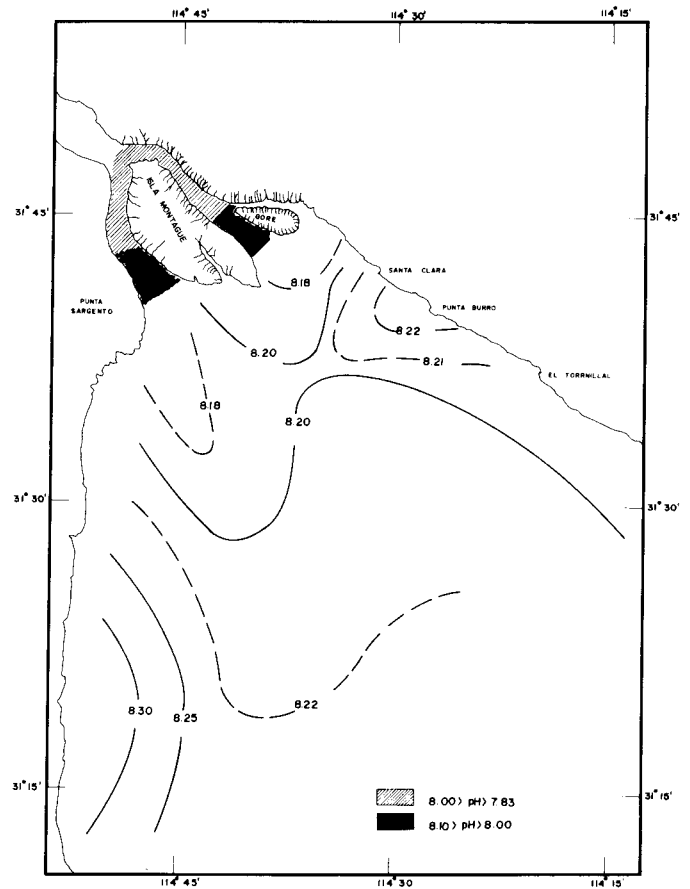 114° 45'
114° 30'
114° 15'
31° 45'
31° 45'
ISLA MONTAGUE
GORE
SANTA CLARA
8.18
PUNTA SARGENTO
PUNTA BURRO
8.22
8.20
8.21
EL TORRNILLAL
8.18
8.20
31° 30'
31° 30'
8.22
8.30
8.25
31° 15'
31° 15'
8.00 > pH > 7.83
8.10 > pH > 8.00
114° 45'
114° 30'
114° 15'